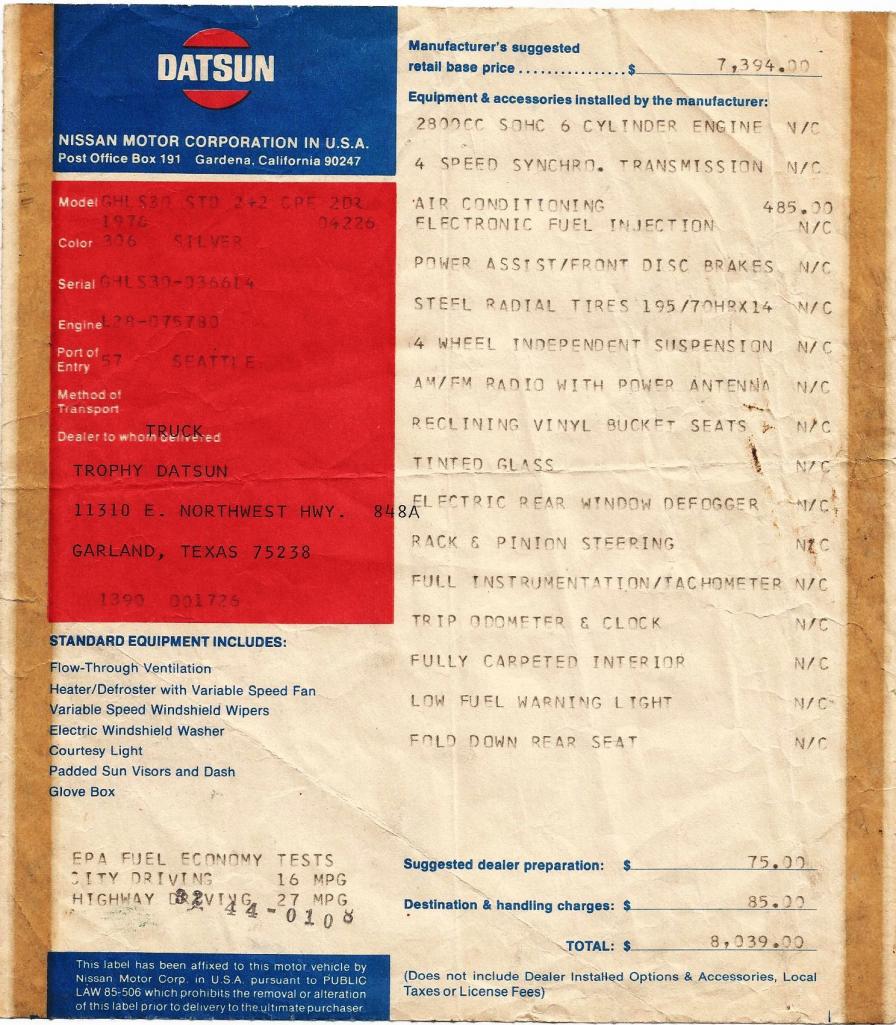 DATSUN
NISSAN MOTOR CORPORATION IN U.S.A.
Post Office Box 191 Gardena, California 90247
Model GHLS30 STD 2+2 CPE 2DR
1976 04226
Color 306 SILVER
Serial GHLS30-036614
Engine L28-075780
Port of
Entry 57 SEATTLE
Method of
Transport
TRUCK
Dealer to whom delivered
TROPHY DATSUN
11310 E. NORTHWEST HWY. 848A
GARLAND, TEXAS 75238
1390 001726
STANDARD EQUIPMENT INCLUDES:
Flow-Through Ventilation
Heater/Defroster with Variable Speed Fan
Variable Speed Windshield Wipers
Electric Windshield Washer
Courtesy Light
Padded Sun Visors and Dash
Glove Box
EPA FUEL ECONOMY TESTS
CITY DRIVING 16 MPG
HIGHWAY DRIVING 27 MPG
32 44-0108
This label has been affixed to this motor vehicle by
Nissan Motor Corp. in U.S.A. pursuant to PUBLIC
LAW 85-506 which prohibits the removal or alteration
of this label prior to delivery to the ultimate purchaser.
Manufacturer's suggested
retail base price ............... $ 7,394.00
Equipment & accessories installed by the manufacturer:
2800CC SOHC 6 CYLINDER ENGINE N/C
4 SPEED SYNCHRO. TRANSMISSION N/C
AIR CONDITIONING 485.00
ELECTRONIC FUEL INJECTION N/C
POWER ASSIST/FRONT DISC BRAKES N/C
STEEL RADIAL TIRES 195/70HRX14 N/C
4 WHEEL INDEPENDENT SUSPENSION N/C
AM/FM RADIO WITH POWER ANTENNA N/C
RECLINING VINYL BUCKET SEATS N/C
TINTED GLASS N/C
ELECTRIC REAR WINDOW DEFOGGER N/C
RACK & PINION STEERING N/C
FULL INSTRUMENTATION/TACHOMETER N/C
TRIP ODOMETER & CLOCK N/C
FULLY CARPETED INTERIOR N/C
LOW FUEL WARNING LIGHT N/C
FOLD DOWN REAR SEAT N/C
Suggested dealer preparation: $ 75.00
Destination & handling charges: $ 85.00
TOTAL: $ 8,039.00
(Does not include Dealer Installed Options & Accessories, Local
Taxes or License Fees)